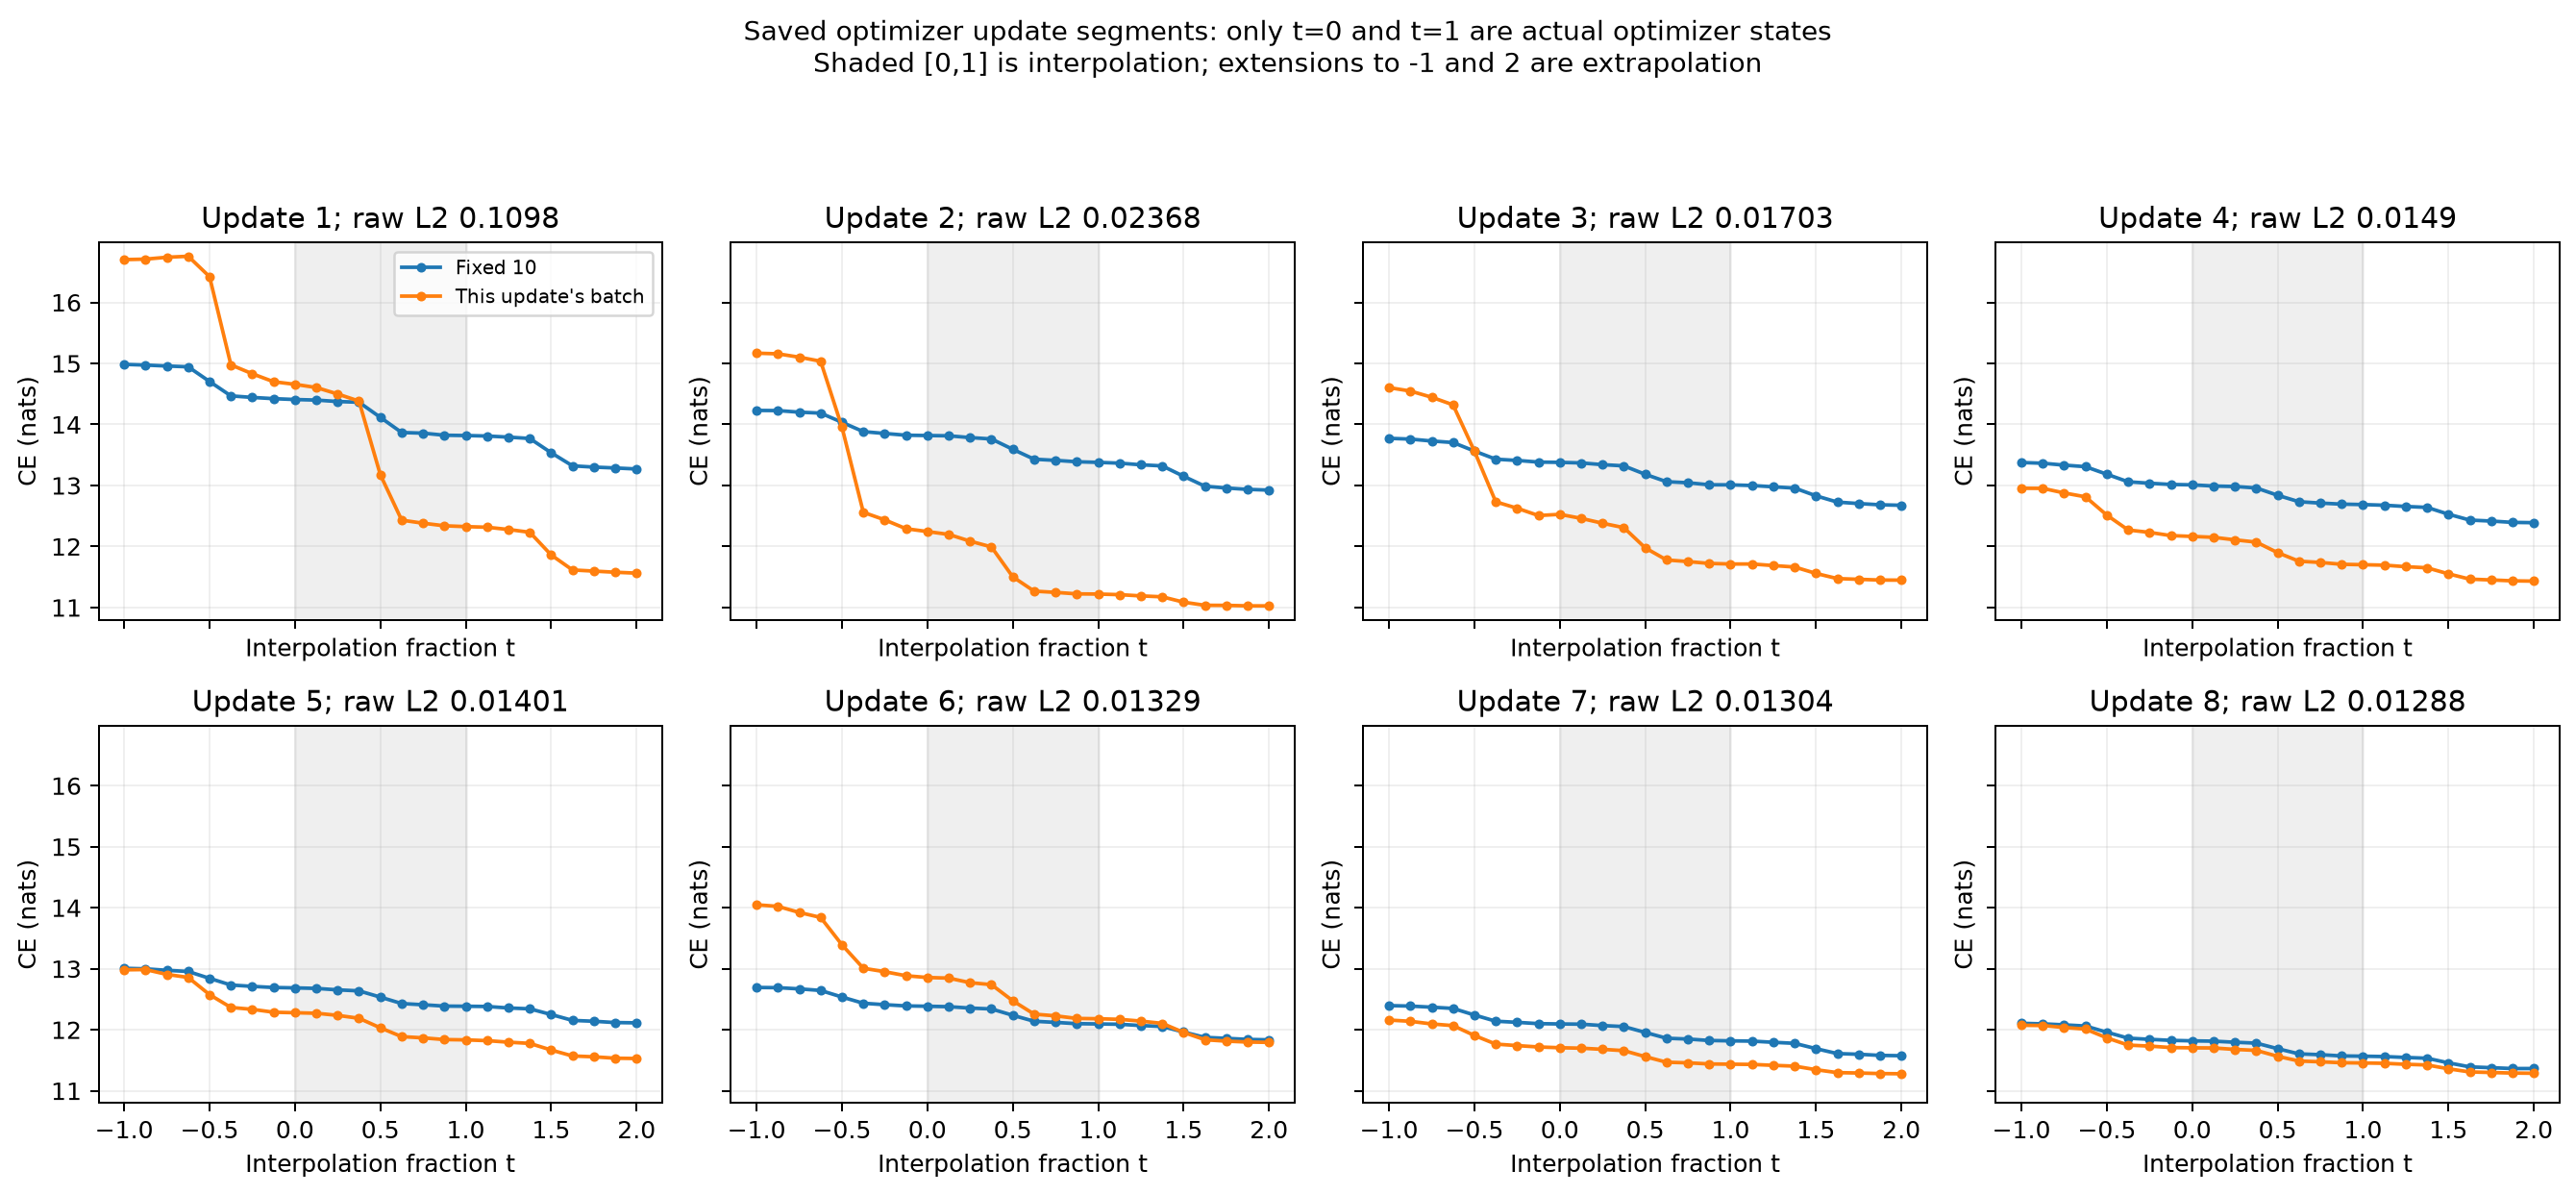 Saved optimizer update segments: only t=0 and t=1 are actual optimizer states
Shaded [0,1] is interpolation; extensions to -1 and 2 are extrapolation
Update 1; raw L2 0.1098
CE (nats)
16
15
14
13
12
11
Fixed 10
This update's batch
Interpolation fraction t
Update 2; raw L2 0.02368
CE (nats)
Interpolation fraction t
Update 3; raw L2 0.01703
CE (nats)
Interpolation fraction t
Update 4; raw L2 0.0149
CE (nats)
Interpolation fraction t
Update 5; raw L2 0.01401
CE (nats)
16
15
14
13
12
11
−1.0 −0.5 0.0 0.5 1.0 1.5 2.0
Interpolation fraction t
Update 6; raw L2 0.01329
CE (nats)
−1.0 −0.5 0.0 0.5 1.0 1.5 2.0
Interpolation fraction t
Update 7; raw L2 0.01304
CE (nats)
−1.0 −0.5 0.0 0.5 1.0 1.5 2.0
Interpolation fraction t
Update 8; raw L2 0.01288
CE (nats)
−1.0 −0.5 0.0 0.5 1.0 1.5 2.0
Interpolation fraction t